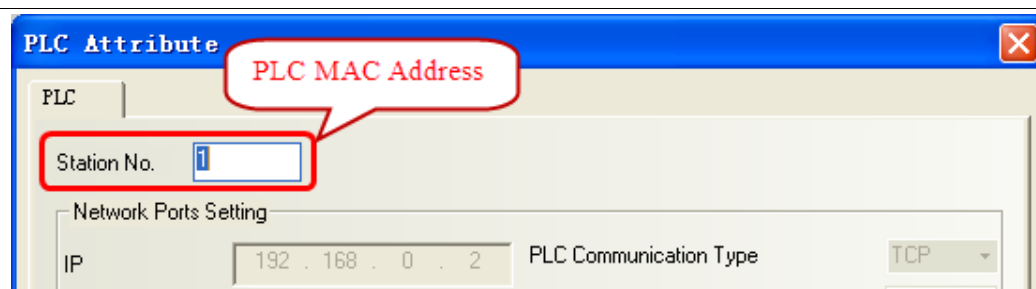 PLC Attribute
PLC MAC Address
PLC
Station No. 1
Network Ports Setting
IP 192 . 168 . 0 . 2 PLC Communication Type TCP